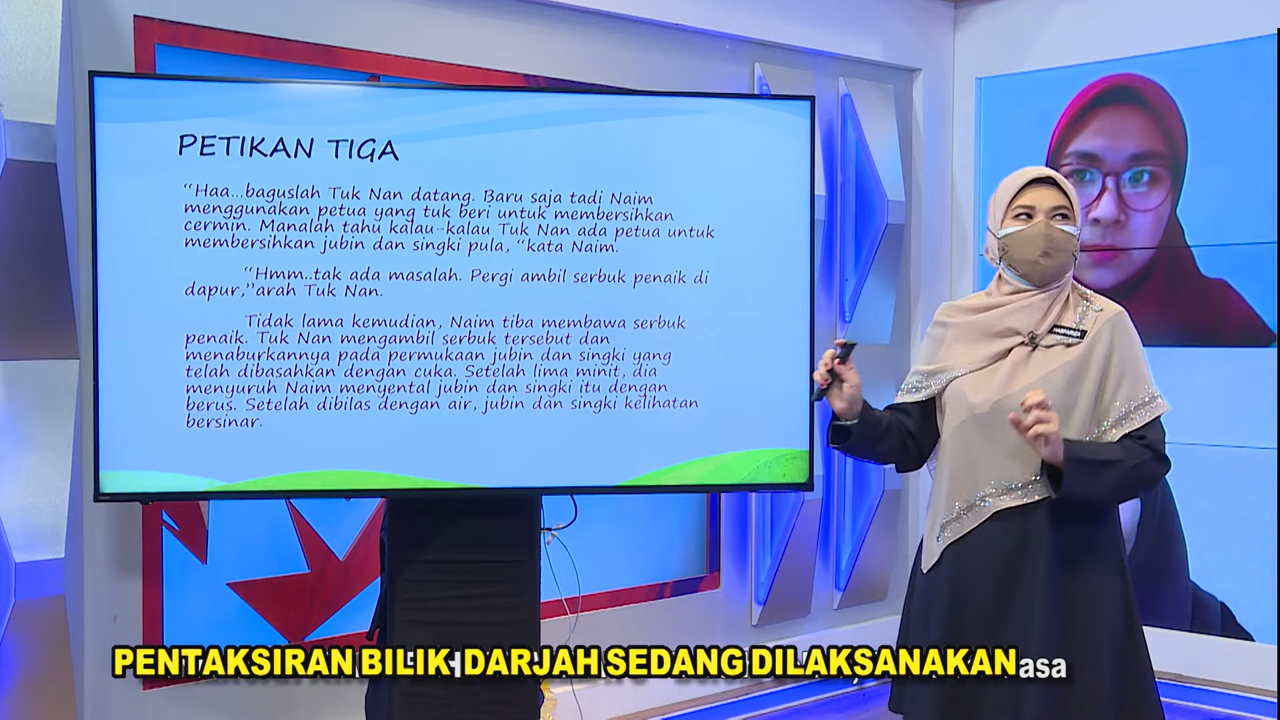 PETIKAN TIGA
“Haa...baguslah Tuk Nan datang. Baru saja tadi Naim
menggunakan petua yang tuk beri untuk membersihkan
cermin. Manalah tahu kalau-kalau Tuk Nan ada petua untuk
membersihkan jubin dan singki pula, “kata Naim.
“Hmm..tak ada masalah. Pergi ambil serbuk penaik di
dapur,”arah Tuk Nan.
Tidak lama kemudian, Naim tiba membawa serbuk
penaik. Tuk Nan mengambil serbuk tersebut dan
menaburkannya pada permukaan jubin dan singki yang
telah dibasahkan dengan cuka. Setelah lima minit, dia
menyuruh Naim menyental jubin dan singki itu dengan
berus. Setelah dibilas dengan air, jubin dan singki kelihatan
bersinar.
HASFARIZA
PENTAKSIRAN BILIK DARJAH SEDANG DILAKSANAKAN asa